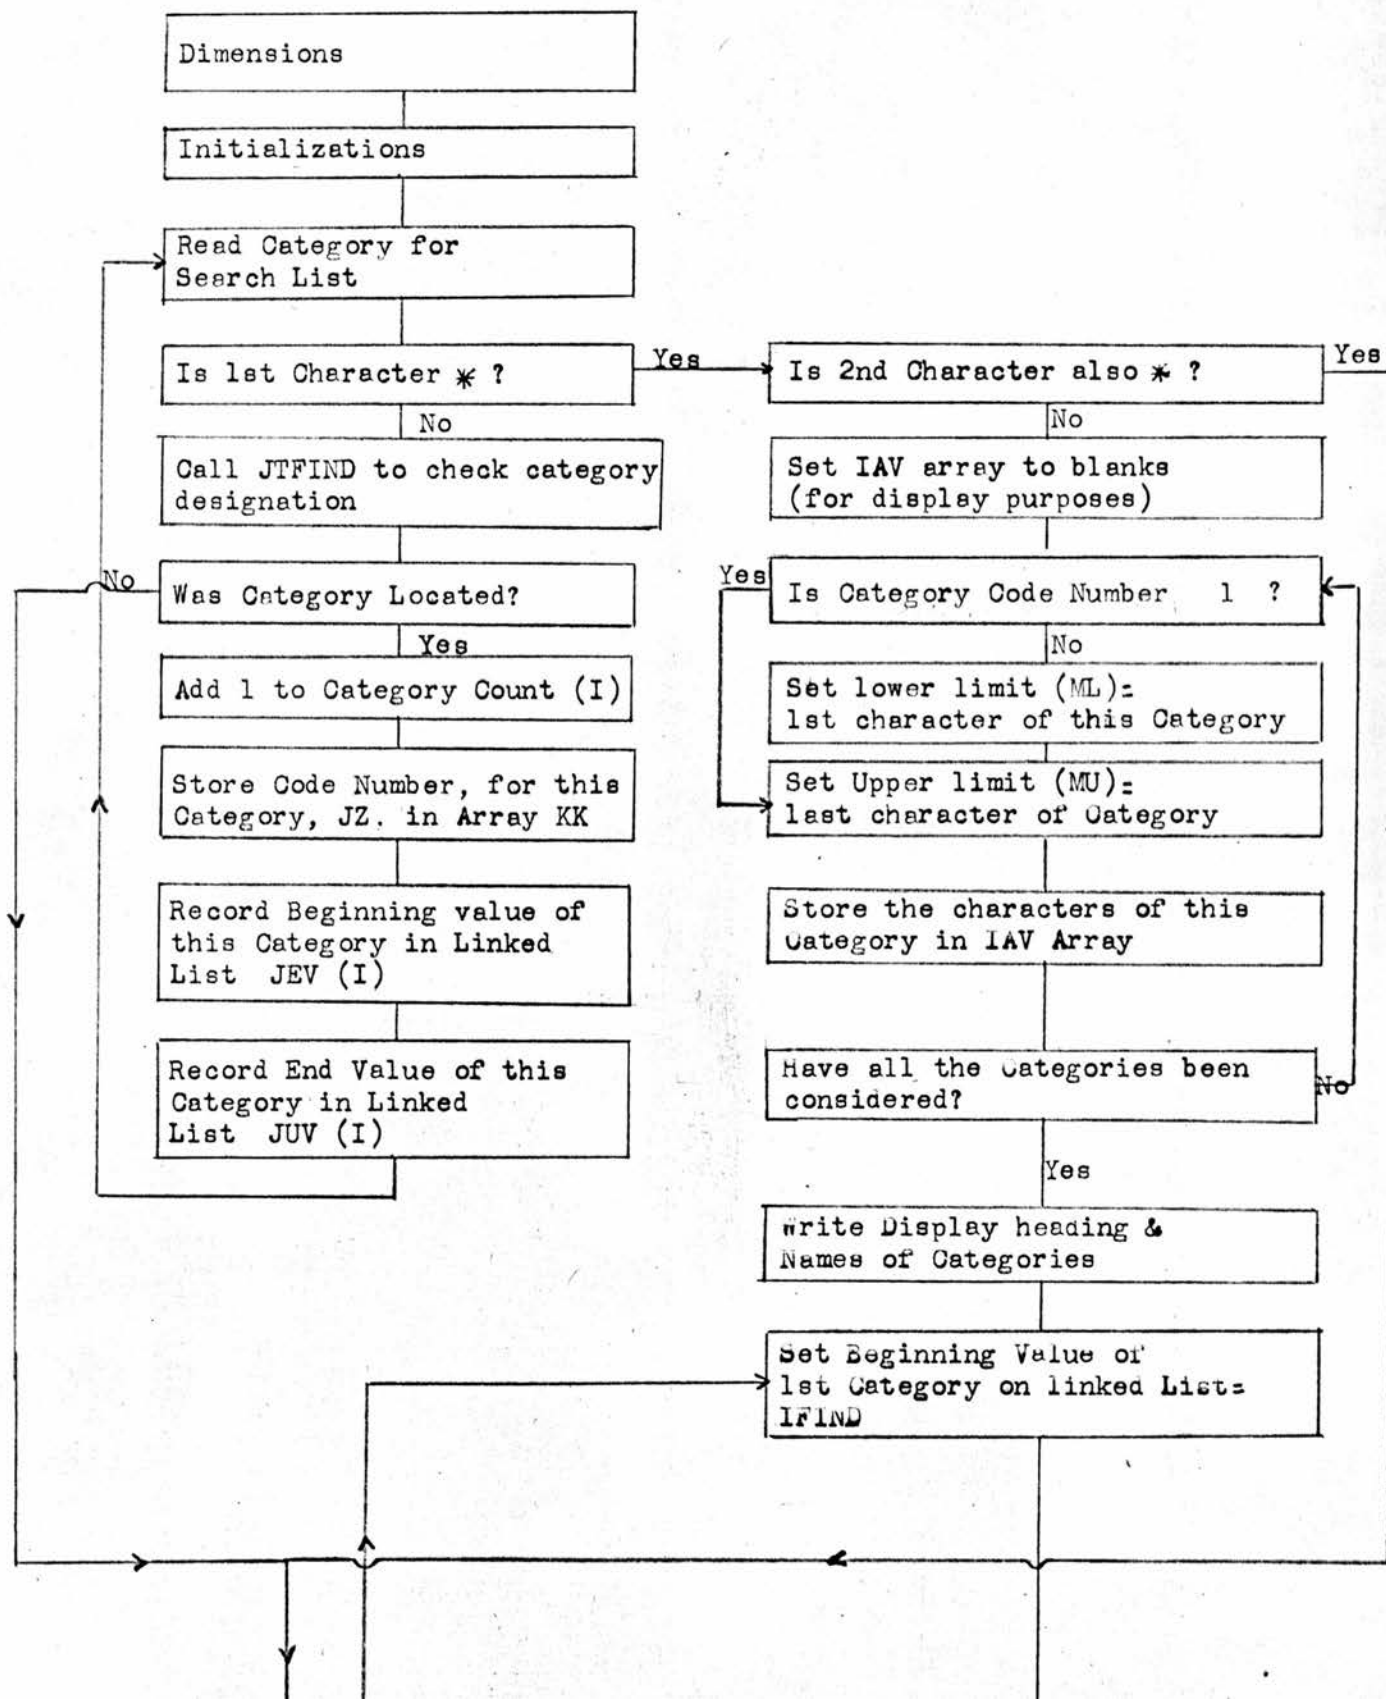 Dimensions
Initializations
Read Category for
Search List
Is 1st Character * ?
Yes
No
Call JTFIND to check category
designation
Was Category Located?
No
Yes
Add 1 to Category Count (I)
Store Code Number, for this
Category, JZ, in Array KK
Record Beginning value of
this Category in Linked
List JEV (I)
Record End Value of this
Category in Linked
List JUV (I)
Is 2nd Character also * ?
Yes
No
Set IAV array to blanks
(for display purposes)
Is Category Code Number 1 ?
Yes
No
Set lower limit (ML)=
1st character of this Category
Set Upper limit (MU)=
last character of Category
Store the characters of this
Category in IAV Array
Have all the Categories been
considered?
No
Yes
Write Display heading &
Names of Categories
Set Beginning Value of
1st Category on linked List=
IFIND